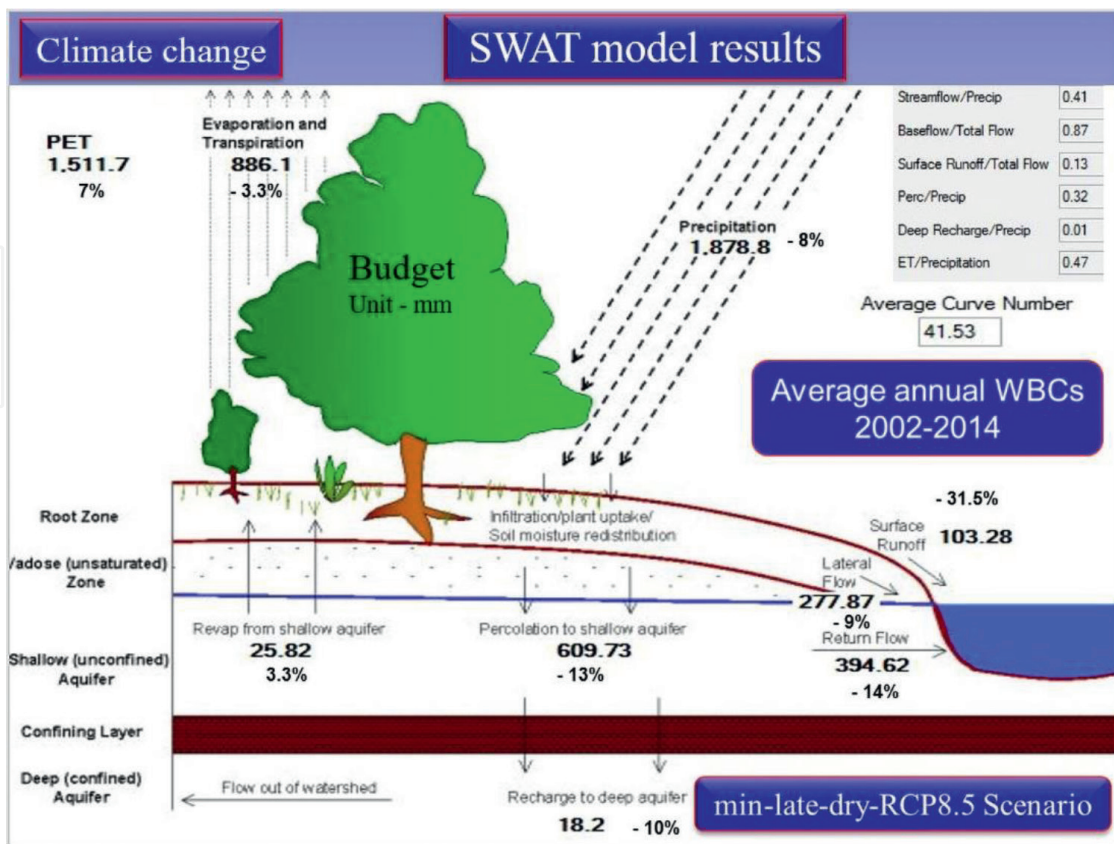 Climate change
SWAT model results
PET
1,511.7
7%
Evaporation and
Transpiration
886.1
- 3.3%
Precipitation
1,878.8
- 8%
Streamflow/Precip 0.41
Baseflow/Total Flow 0.87
Surface Runoff/Total Flow 0.13
Perc/Precip 0.32
Deep Recharge/Precip 0.01
ET/Precipitation 0.47
Average Curve Number
41.53
Budget
Unit - mm
Average annual WBCs
2002-2014
Root Zone
Infiltration/plant uptake/
Soil moisture redistribution
- 31.5%
Surface
Runoff
103.28
/adose (unsaturated)
Zone
Lateral
Flow
277.87
- 9%
Revap from shallow aquifer
25.82
3.3%
Percolation to shallow aquifer
609.73
- 13%
Return Flow
394.62
- 14%
Shallow (unconfined)
Aquifer
Confining Layer
Deep (confined)
Aquifer
Flow out of watershed
Recharge to deep aquifer
18.2 - 10%
min-late-dry-RCP8.5 Scenario